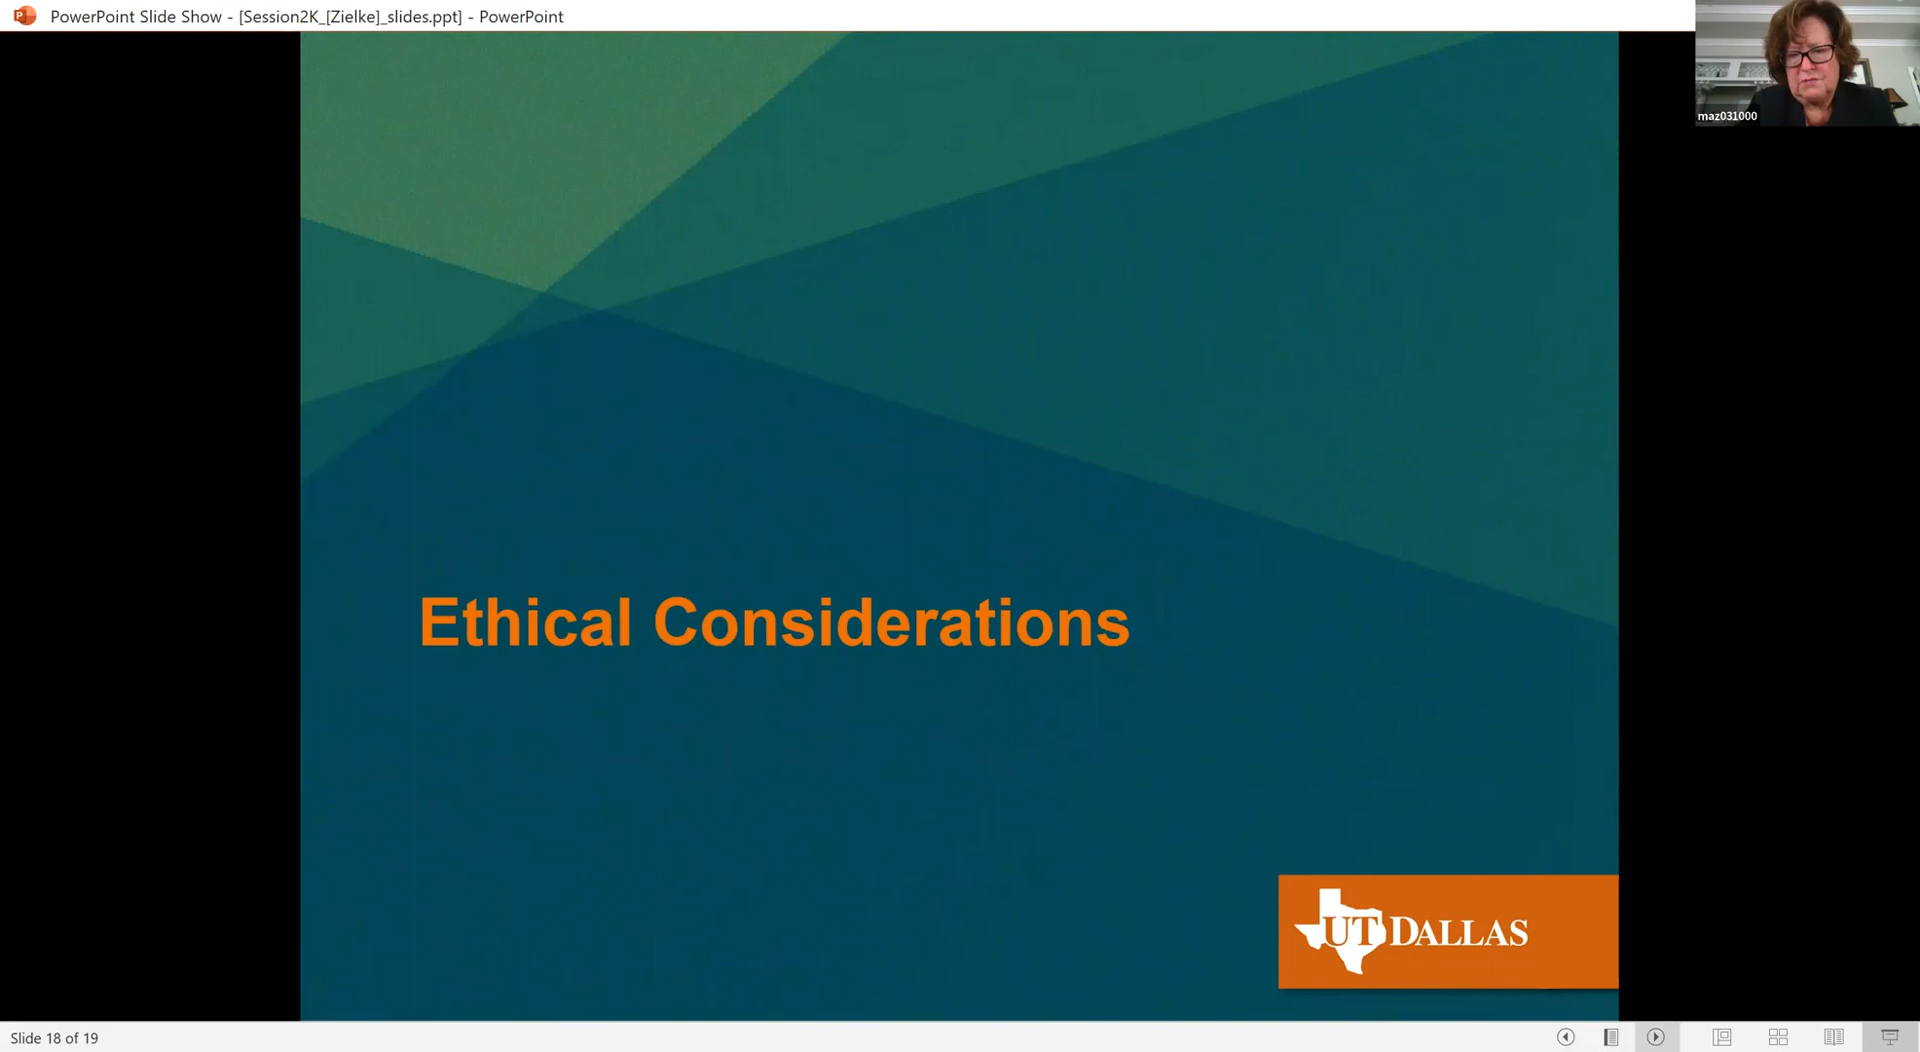 PowerPoint Slide Show - [Session2K_[Zielke]_slides.ppt] - PowerPoint
maz031000
Ethical Considerations
UT DALLAS
Slide 18 of 19